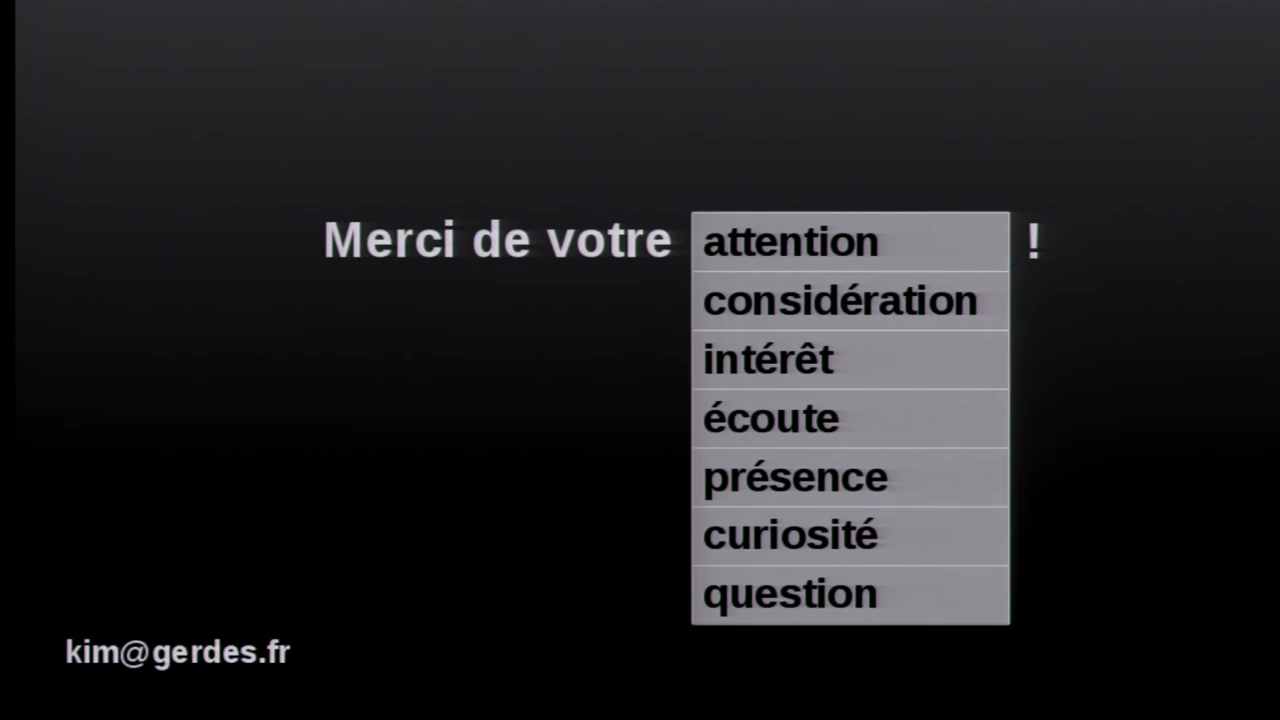 Merci de votre attention !
considération
intérêt
écoute
présence
curiosité
question
kim@gerdes.fr